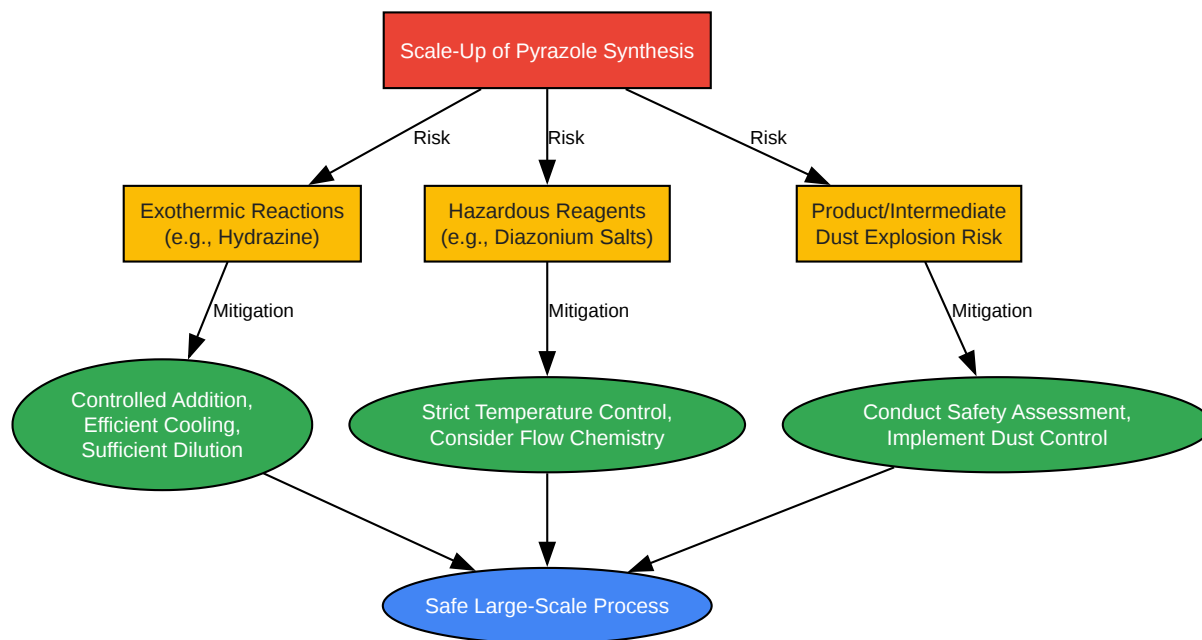 Scale-Up of Pyrazole Synthesis
Risk
Risk
Risk
Exothermic Reactions
(e.g., Hydrazine)
Hazardous Reagents
(e.g., Diazonium Salts)
Product/Intermediate
Dust Explosion Risk
Mitigation
Mitigation
Mitigation
Controlled Addition,
Efficient Cooling,
Sufficient Dilution
Strict Temperature Control,
Consider Flow Chemistry
Conduct Safety Assessment,
Implement Dust Control
Safe Large-Scale Process